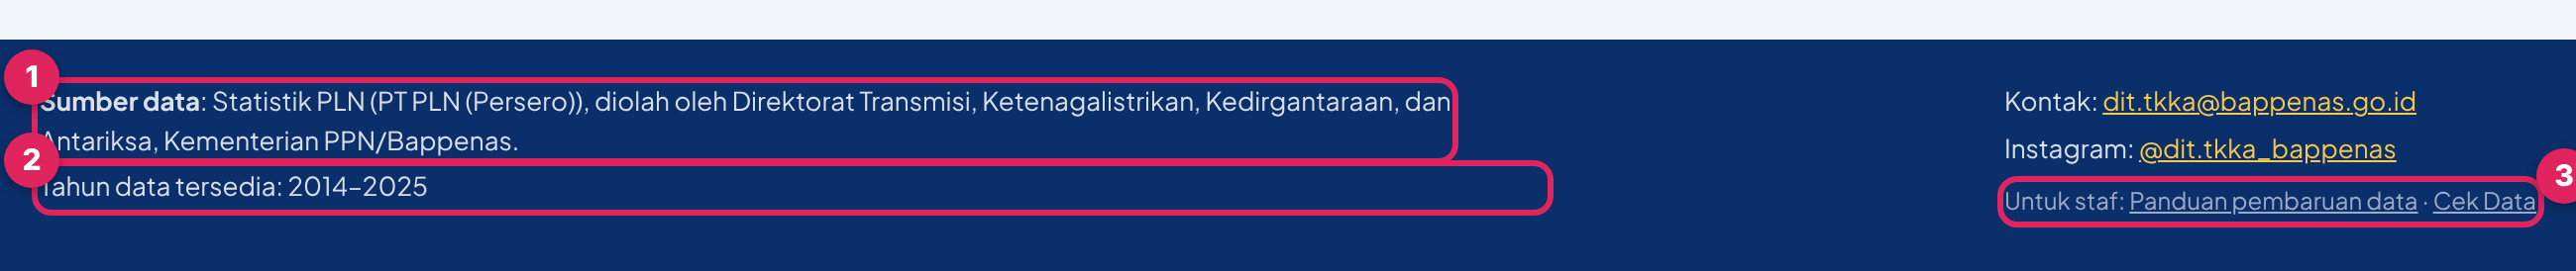 1
Sumber data: Statistik PLN (PT PLN (Persero)), diolah oleh Direktorat Transmisi, Ketenagalistrikan, Kedirgantaraan, dan
Antariksa, Kementerian PPN/Bappenas.
2
Tahun data tersedia: 2014–2025
Kontak: dit.tkka@bappenas.go.id
Instagram: @dit.tkka_bappenas
3
Untuk staf: Panduan pembaruan data · Cek Data